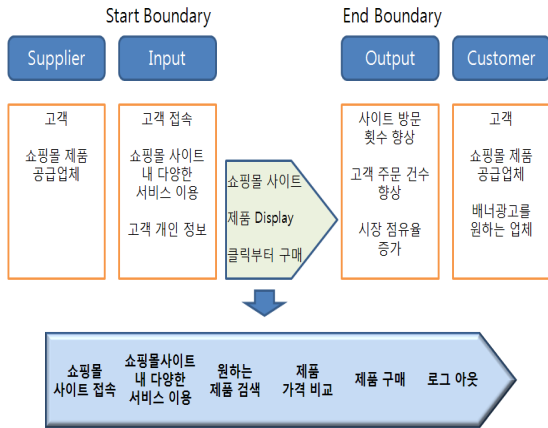 Start Boundary
End Boundary
Supplier
Input
Output
Customer
고객
쇼핑몰 제품
공급업체
고객 접속
쇼핑몰 사이트
내 다양한
서비스 이용
고객 개인 정보
쇼핑몰 사이트
제품 Display
클릭부터 구매
사이트 방문
횟수 향상
고객 주문 건수
향상
시장 점유율
증가
고객
쇼핑몰 제품
공급업체
배너광고를
원하는 업체
쇼핑몰
사이트 접속
쇼핑몰사이트
내 다양한
서비스 이용
원하는
제품 검색
제품
가격 비교
제품 구매
로그 아웃